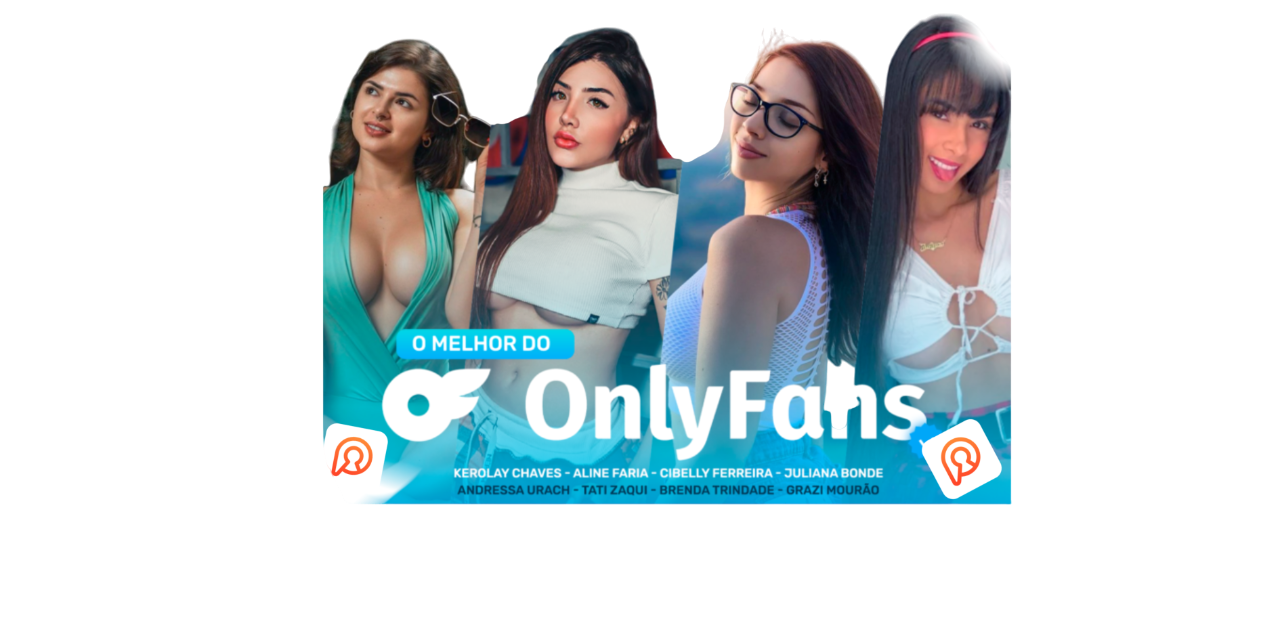 O MELHOR DO
OnlyFans
KEROLAY CHAVES - ALINE FARIA - CIBELLY FERREIRA - JULIANA BONDE
ANDRESSA URACH - TATI ZAQUI - BRENDA TRINDADE - GRAZI MOURÃO